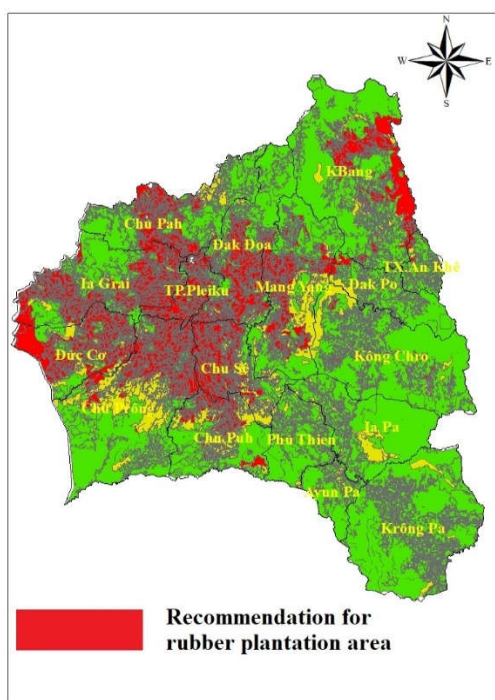 N
W E
S
KBang
Chư Pah
Đak Đoa
TX.An Khê
Ia Grai
TP.Pleiku
Mang Yang
Đak Pơ
Đức Cơ
Chư Sê
Kông Chro
Chư Prông
Ia Pa
Chư Puh
Phú Thiện
Ayun Pa
Krông Pa
Recommendation for
rubber plantation area